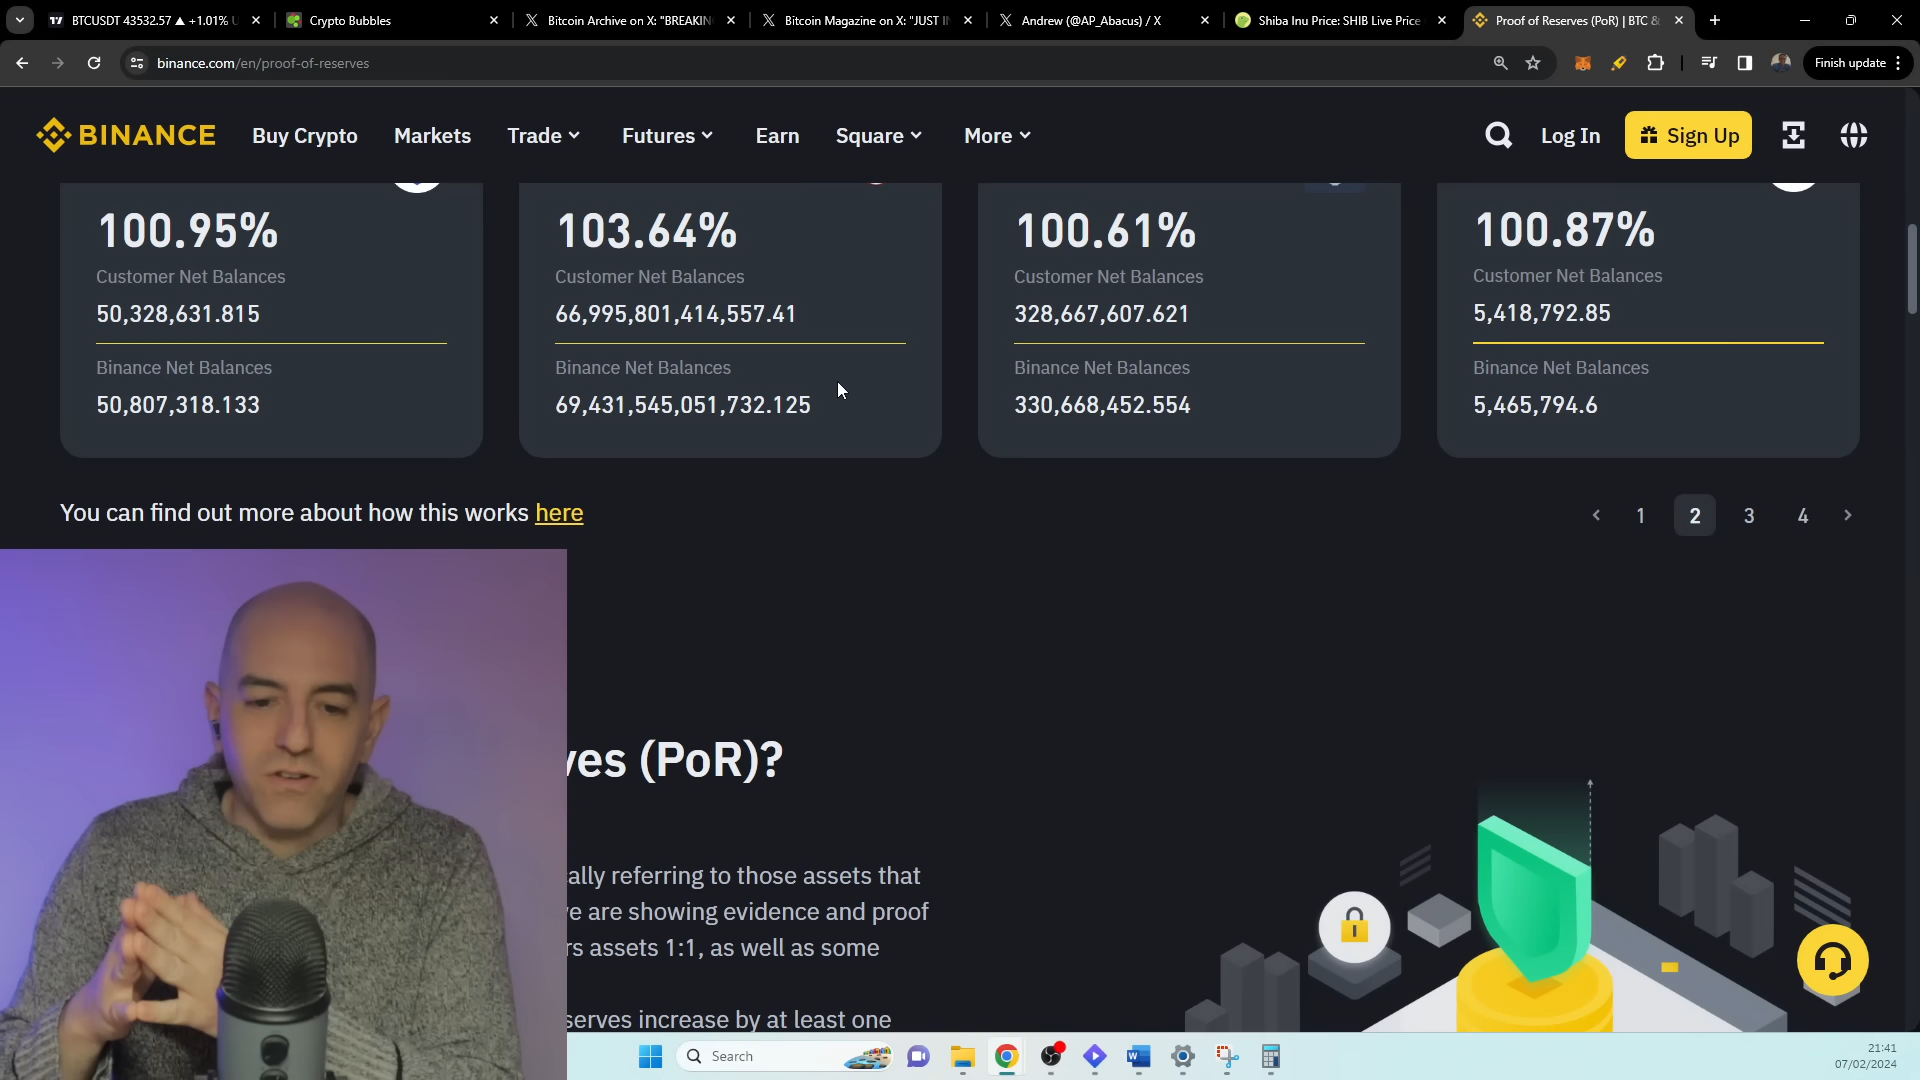 BTCUSDT 43532.57 ▲ +1.01% U
Crypto Bubbles
Bitcoin Archive on X: "BREAKIN
Bitcoin Magazine on X: "JUST I
Andrew (@AP_Abacus) / X
Shiba Inu Price: SHIB Live Price
Proof of Reserves (PoR) | BTC &
binance.com/en/proof-of-reserves
Finish update
BINANCE
Buy Crypto
Markets
Trade
Futures
Earn
Square
More
Log In
Sign Up
100.95%
Customer Net Balances
50,328,631.815
Binance Net Balances
50,807,318.133
103.64%
Customer Net Balances
66,995,801,414,557.41
Binance Net Balances
69,431,545,051,732.125
100.61%
Customer Net Balances
328,667,607.621
Binance Net Balances
330,668,452.554
100.87%
Customer Net Balances
5,418,792.85
Binance Net Balances
5,465,794.6
You can find out more about how this works here
1 2 3 4
ves (PoR)?
ally referring to those assets that
e are showing evidence and proof
rs assets 1:1, as well as some
serves increase by at least one
Search
21:41
07/02/2024